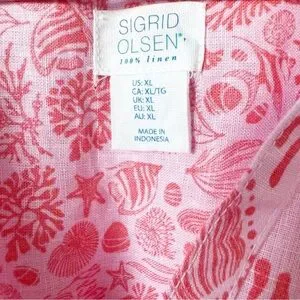 SIGRID
OLSEN
100% linen
US: XL
CA: XL/TG
UK: XL
EU: XL
AU: XL
MADE IN
INDONESIA